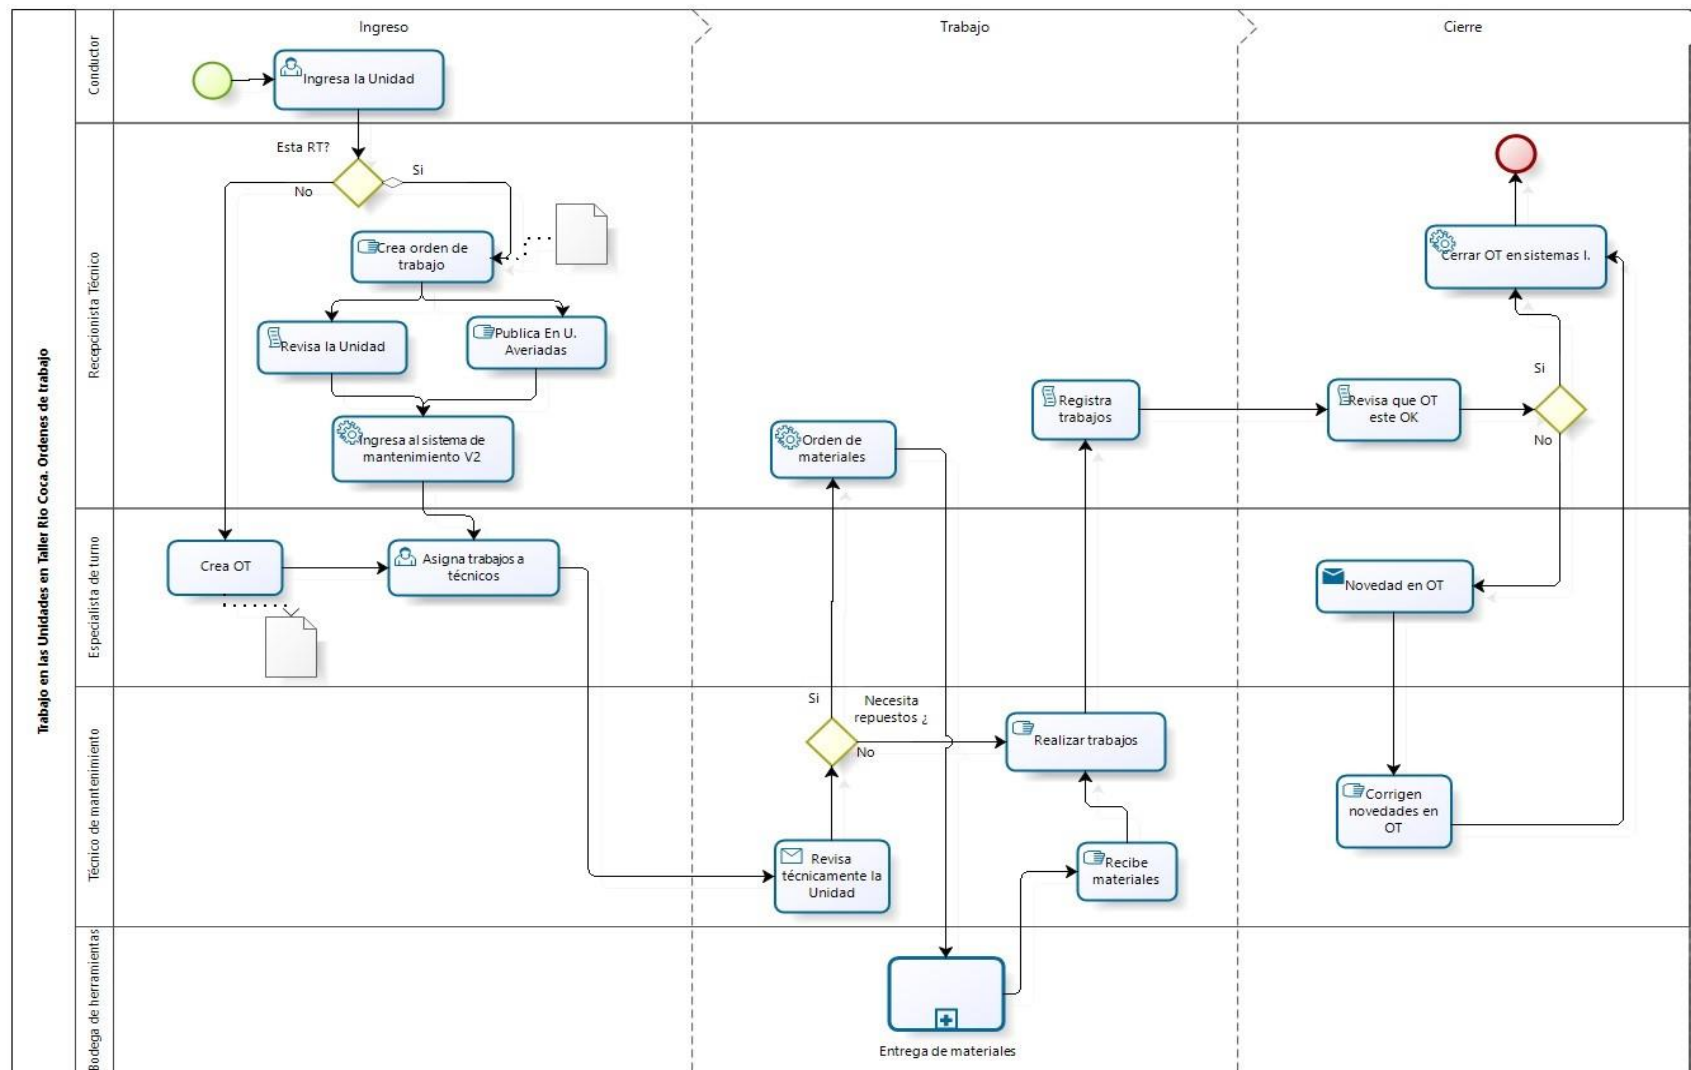 Trabajo en las Unidades en Taller Rio Coca. Ordenes de trabajo
Ingreso
Trabajo
Cierre
Conductor
Ingresa la Unidad
Recepcionista Técnico
Esta RT?
Si
No
Crea orden de
trabajo
Revisa la Unidad
Publica En U.
Averiadas
Ingresa al sistema de
mantenimiento V2
Orden de
materiales
Registra
trabajos
Revisa que OT
este OK
Si
No
Cerrar OT en sistemas I.
Especialista de turno
Crea OT
Asigna trabajos a
técnicos
Novedad en OT
Técnico de mantenimiento
Si
Necesita
repuestos ¿
No
Realizar trabajos
Revisa
técnicamente la
Unidad
Recibe
materiales
Corrigen
novedades en
OT
Bodega de herramientas
Entrega de materiales